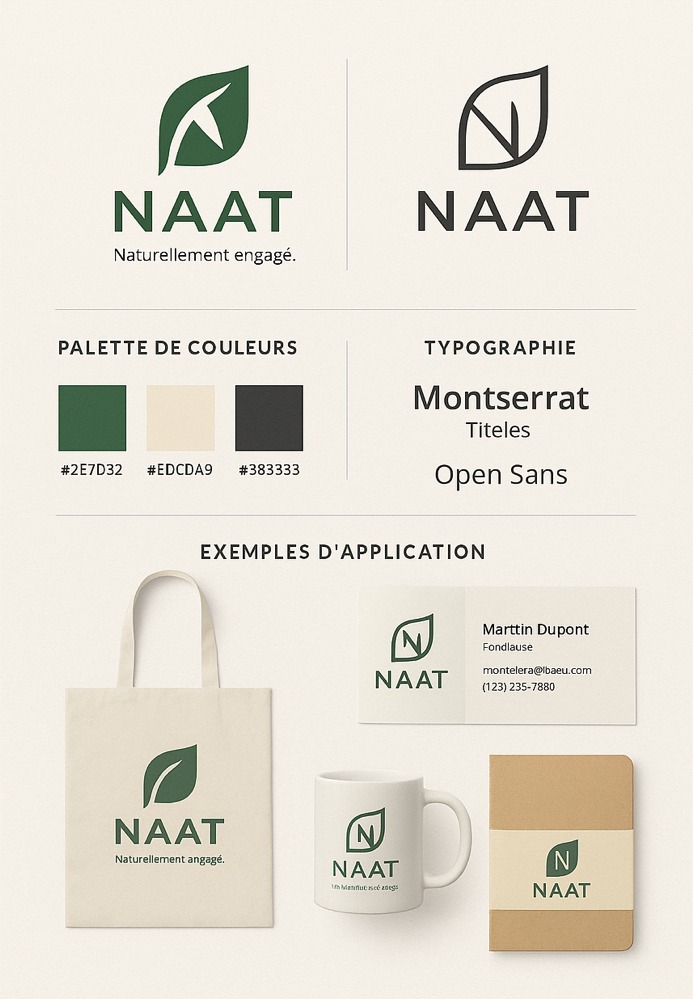 NAAT
Naturellement engagé.
NAAT
PALETTE DE COULEURS
#2E7D32 #EDCDA9 #383333
TYPOGRAPHIE
Montserrat
Titeles
Open Sans
EXEMPLES D'APPLICATION
NAAT
Naturellement angagé.
N
NAAT
Marttin Dupont
Fondlause
montelera@lbaeu.com
(123) 235-7880
N
NAAT
N
NAAT